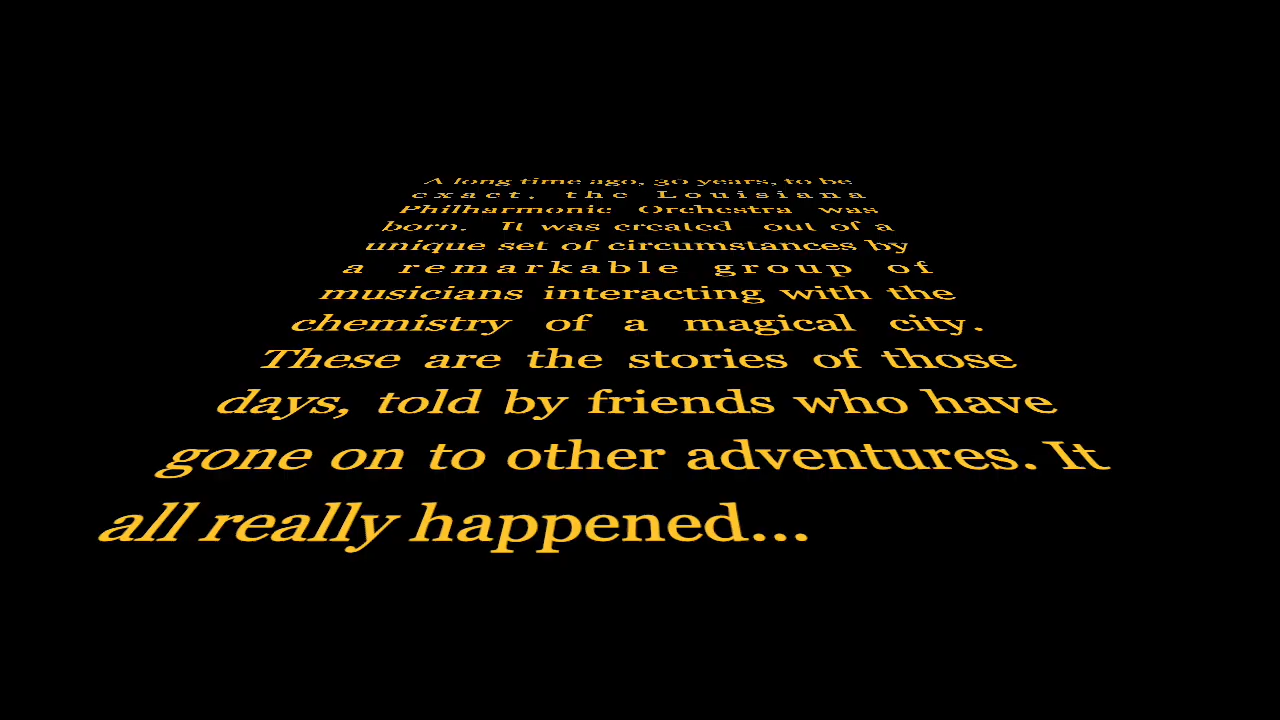 A long time ago, 30 years, to be
exact, the Louisiana
Philharmonic Orchestra was
born. It was created out of a
unique set of circumstances by
a remarkable group of
musicians interacting with the
chemistry of a magical city.
These are the stories of those
days, told by friends who have
gone on to other adventures. It
all really happened...